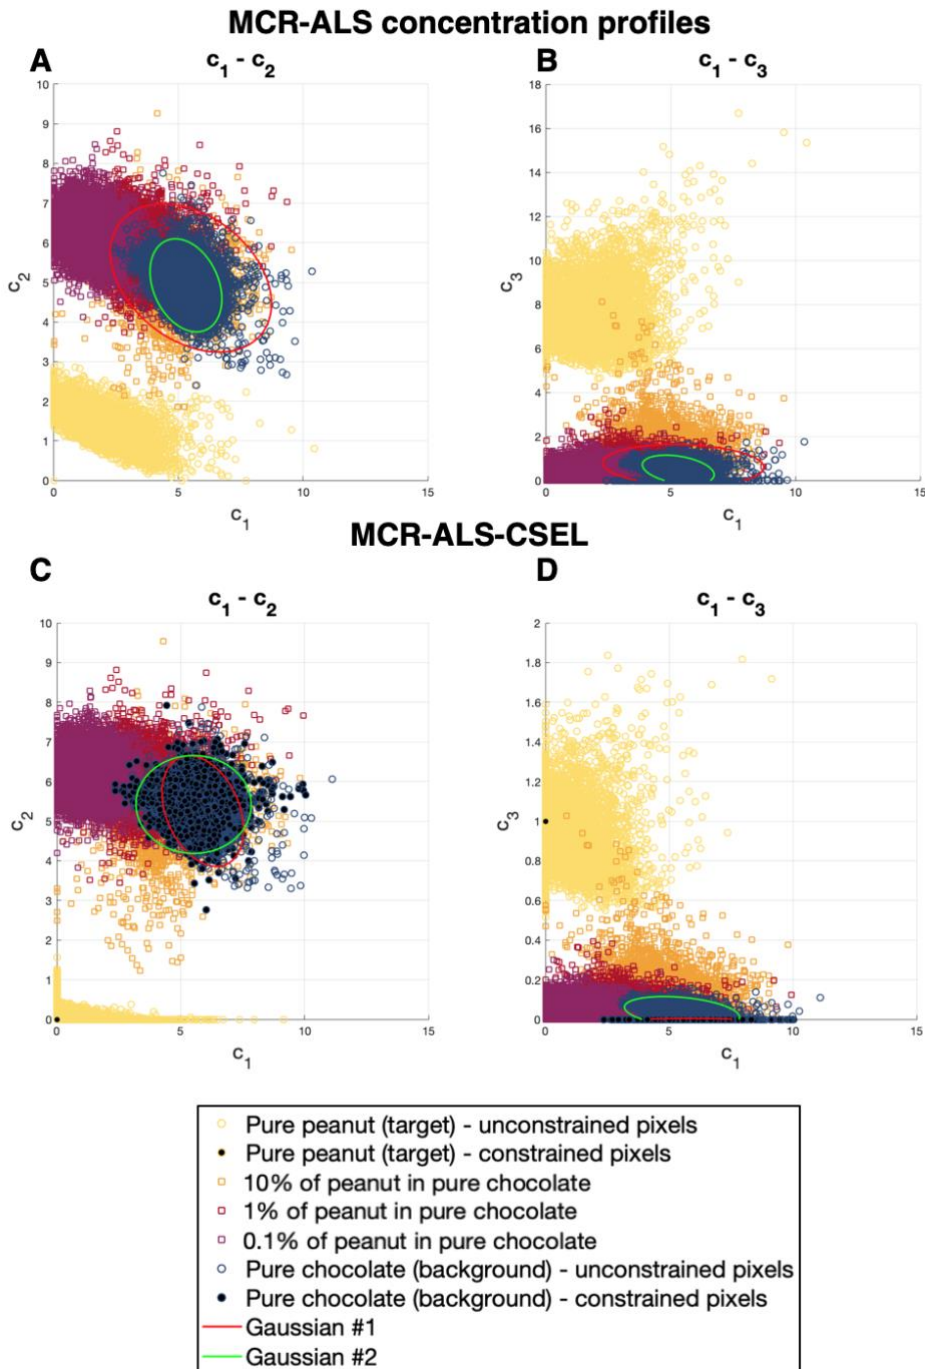 MCR-ALS concentration profiles
A
c1 - c2
B
c1 - c3
10
9
8
7
6
5
4
3
2
1
0
c2
0
5
10
15
c1
18
16
14
12
10
8
6
4
2
0
c3
0
5
10
15
c1
MCR-ALS-CSEL
C
c1 - c2
D
c1 - c3
10
9
8
7
6
5
4
3
2
1
0
c2
0
5
10
15
c1
2
1.8
1.6
1.4
1.2
1
0.8
0.6
0.4
0.2
0
c3
0
5
10
15
c1
Pure peanut (target) - unconstrained pixels
Pure peanut (target) - constrained pixels
10% of peanut in pure chocolate
1% of peanut in pure chocolate
0.1% of peanut in pure chocolate
Pure chocolate (background) - unconstrained pixels
Pure chocolate (background) - constrained pixels
Gaussian #1
Gaussian #2